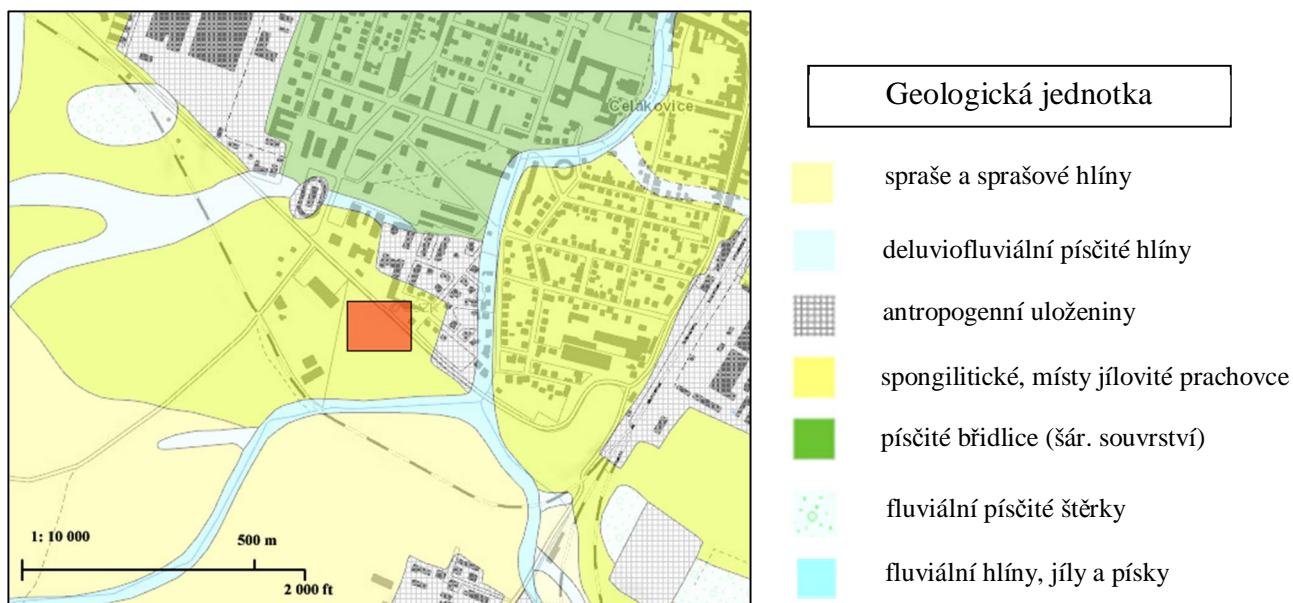 Čelákovice
1: 10 000
500 m
2 000 ft
Geologická jednotka
spraše a sprašové hlíny
deluviofluviální písčité hlíny
antropogenní uloženiny
spongilitické, místy jílovité prachovce
písčité břidlice (šár. souvrství)
fluviální písčité štěrky
fluviální hlíny, jíly a písky